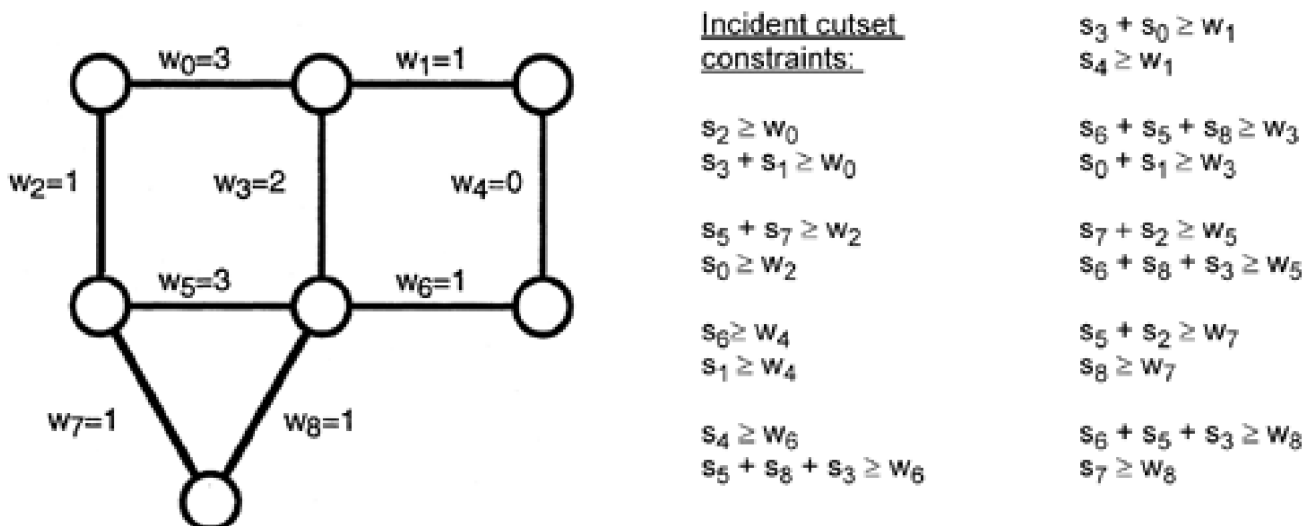 w₀=3
w₁=1
w₂=1
w₃=2
w₄=0
w₅=3
w₆=1
w₇=1
w₈=1
Incident cutset
constraints:
s₂ ≥ w₀
s₃ + s₁ ≥ w₀
s₅ + s₇ ≥ w₂
s₀ ≥ w₂
s₆≥ w₄
s₁ ≥ w₄
s₄ ≥ w₆
s₅ + s₈ + s₃ ≥ w₆
s₃ + s₀ ≥ w₁
s₄ ≥ w₁
s₆ + s₅ + s₈ ≥ w₃
s₀ + s₁ ≥ w₃
s₇ + s₂ ≥ w₅
s₆ + s₈ + s₃ ≥ w₅
s₅ + s₂ ≥ w₇
s₈ ≥ w₇
s₆ + s₅ + s₃ ≥ w₈
s₇ ≥ w₈